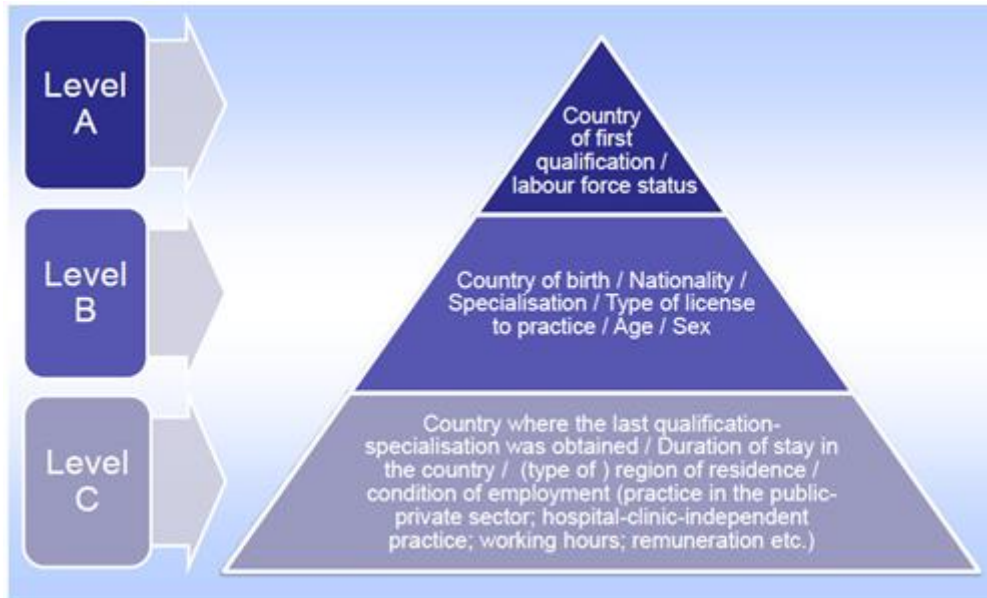 Level
A
Country
of first
qualification /
labour force status
Level
B
Country of birth / Nationality /
Specialisation / Type of license
to practice / Age / Sex
Level
C
Country where the last qualification-
specialisation was obtained / Duration of stay in
the country /  (type of ) region of residence /
condition of employment (practice in the public-
private sector; hospital-clinic-independent
practice; working hours; remuneration etc.)